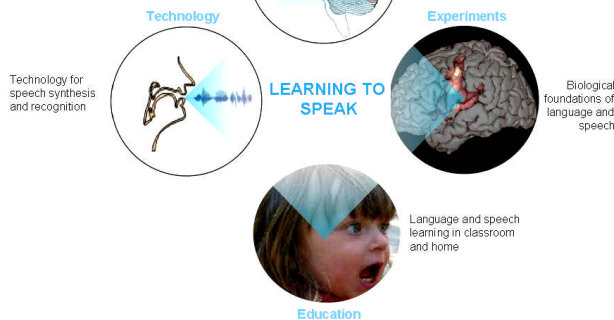 Technology
Experiments
Technology for
speech synthesis
and recognition
LEARNING TO
SPEAK
Biological
foundations of
language and
speech
Language and speech
learning in classroom
and home
Education